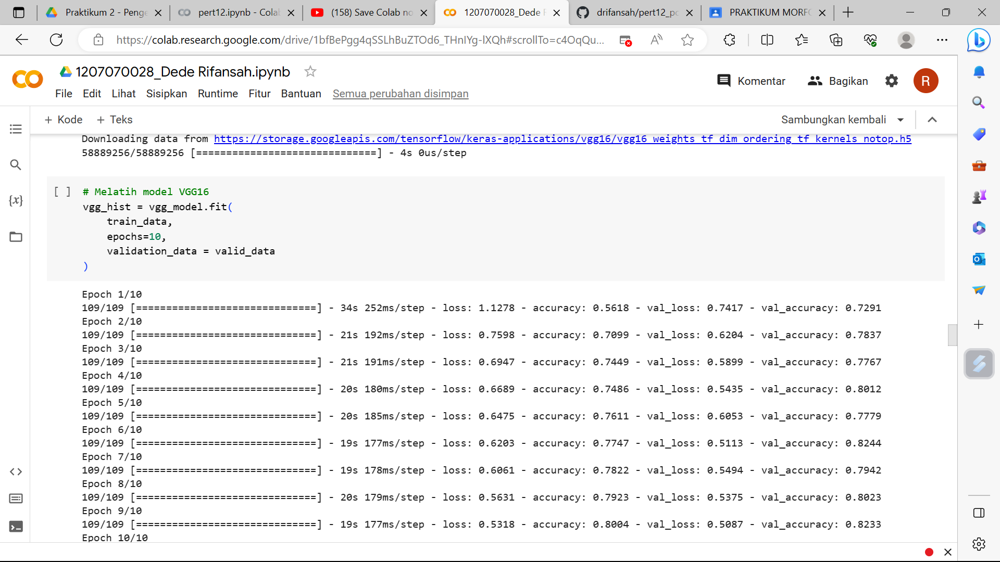 Praktikum 2 - Penge
pert12.ipynb - Colab
(158) Save Colab no
1207070028_Dede R
drifansah/pert12_pc
PRAKTIKUM MORFO
https://colab.research.google.com/drive/1bfBePgg4qSSLhBuZTOd6_THnIYg-lXQh#scrollTo=c4OqQu...
1207070028_Dede Rifansah.ipynb
Komentar
Bagikan
R
File Edit Lihat Sisipkan Runtime Fitur Bantuan Semua perubahan disimpan
+ Kode + Teks
Sambungkan kembali
Downloading data from https://storage.googleapis.com/tensorflow/keras-applications/vgg16/vgg16_weights_tf_dim_ordering_tf_kernels_notop.h5
58889256/58889256 [==============================] - 4s 0us/step
[ ] # Melatih model VGG16
vgg_hist = vgg_model.fit(
train_data,
epochs=10,
validation_data = valid_data
)
Epoch 1/10
109/109 [==============================] - 34s 252ms/step - loss: 1.1278 - accuracy: 0.5618 - val_loss: 0.7417 - val_accuracy: 0.7291
Epoch 2/10
109/109 [==============================] - 21s 192ms/step - loss: 0.7598 - accuracy: 0.7099 - val_loss: 0.6204 - val_accuracy: 0.7837
Epoch 3/10
109/109 [==============================] - 21s 191ms/step - loss: 0.6947 - accuracy: 0.7449 - val_loss: 0.5899 - val_accuracy: 0.7767
Epoch 4/10
109/109 [==============================] - 20s 180ms/step - loss: 0.6689 - accuracy: 0.7486 - val_loss: 0.5435 - val_accuracy: 0.8012
Epoch 5/10
109/109 [==============================] - 20s 185ms/step - loss: 0.6475 - accuracy: 0.7611 - val_loss: 0.6053 - val_accuracy: 0.7779
Epoch 6/10
109/109 [==============================] - 19s 177ms/step - loss: 0.6203 - accuracy: 0.7747 - val_loss: 0.5113 - val_accuracy: 0.8244
Epoch 7/10
109/109 [==============================] - 19s 178ms/step - loss: 0.6061 - accuracy: 0.7822 - val_loss: 0.5494 - val_accuracy: 0.7942
Epoch 8/10
109/109 [==============================] - 20s 179ms/step - loss: 0.5631 - accuracy: 0.7923 - val_loss: 0.5375 - val_accuracy: 0.8023
Epoch 9/10
109/109 [==============================] - 19s 177ms/step - loss: 0.5318 - accuracy: 0.8004 - val_loss: 0.5087 - val_accuracy: 0.8233
Epoch 10/10